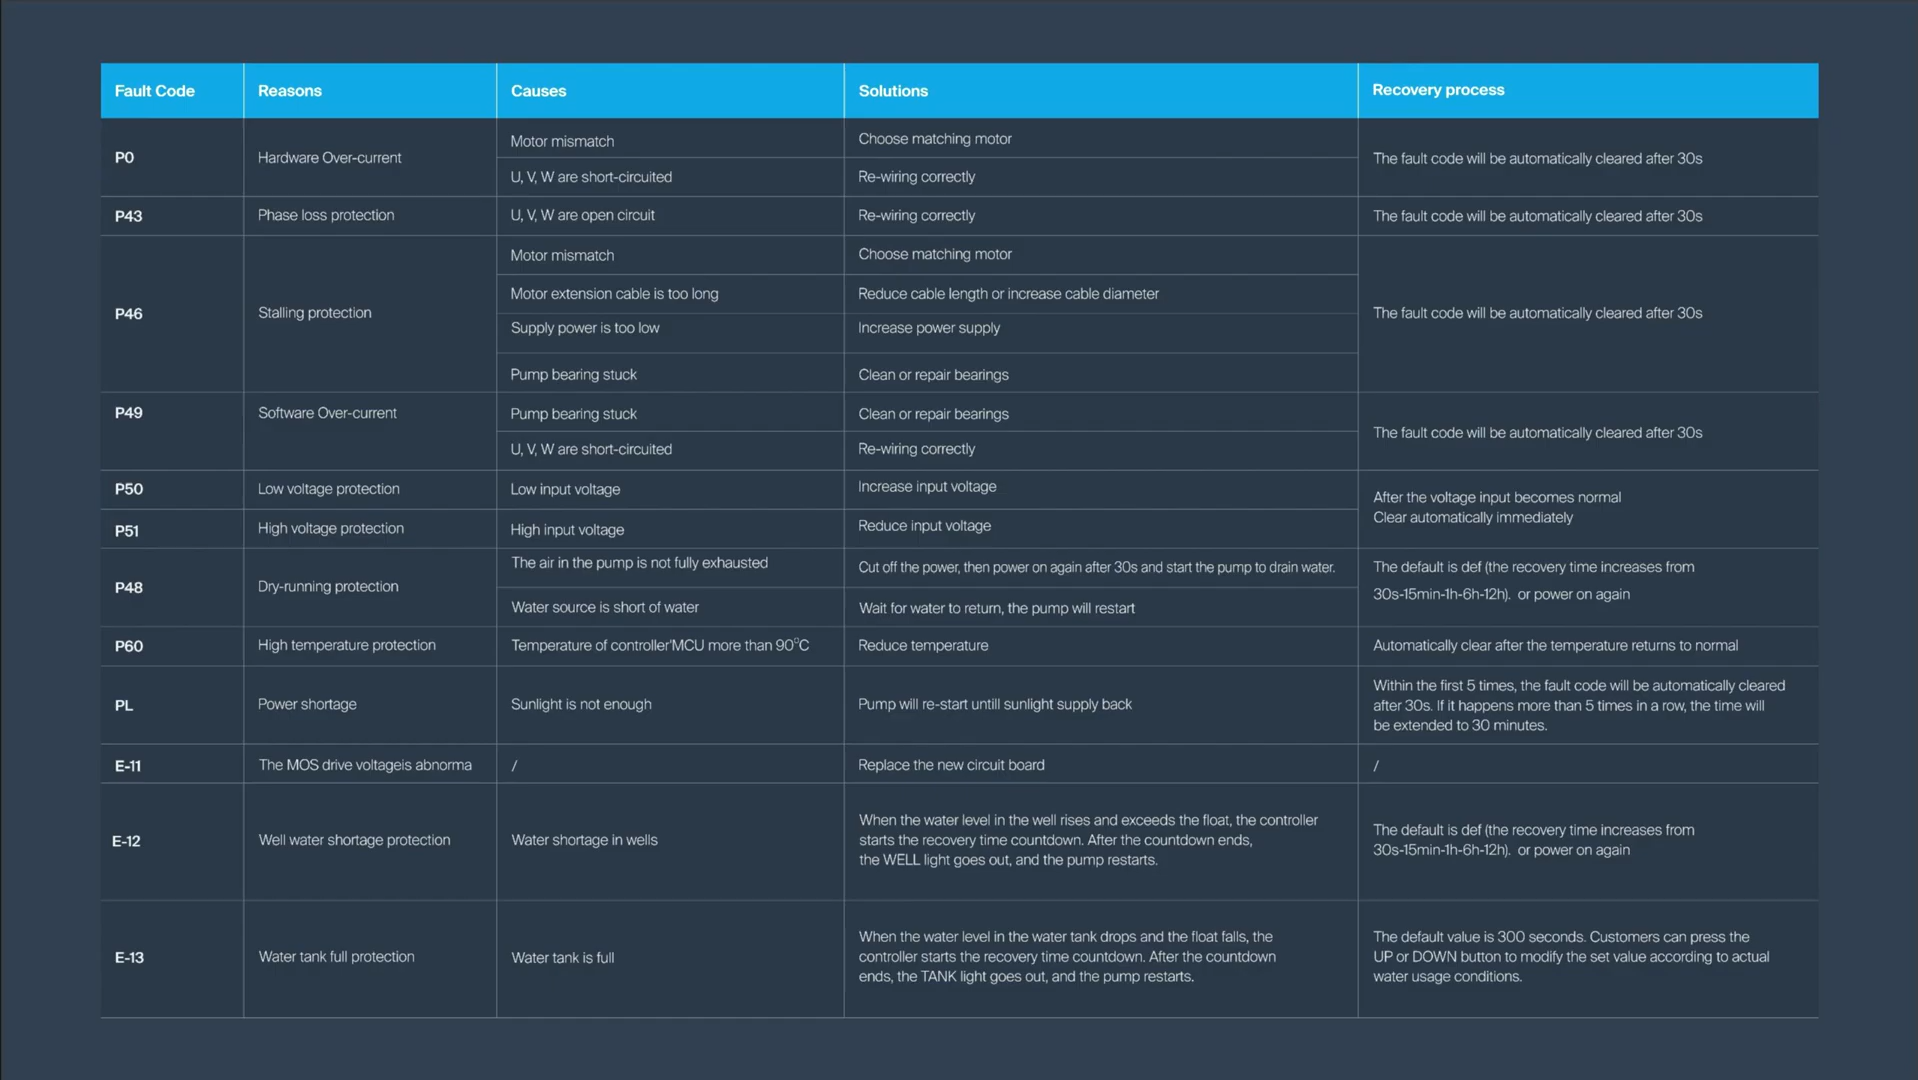 Fault Code Reasons Causes Solutions Recovery process
P0 Hardware Over-current Motor mismatch Choose matching motor The fault code will be automatically cleared after 30s
U, V, W are short-circuited Re-wiring correctly
P43 Phase loss protection U, V, W are open circuit Re-wiring correctly The fault code will be automatically cleared after 30s
P46 Stalling protection Motor mismatch Choose matching motor The fault code will be automatically cleared after 30s
Motor extension cable is too long Reduce cable length or increase cable diameter
Supply power is too low Increase power supply
Pump bearing stuck Clean or repair bearings
P49 Software Over-current Pump bearing stuck Clean or repair bearings The fault code will be automatically cleared after 30s
U, V, W are short-circuited Re-wiring correctly
P50 Low voltage protection Low input voltage Increase input voltage After the voltage input becomes normal
Clear automatically immediately
P51 High voltage protection High input voltage Reduce input voltage
P48 Dry-running protection The air in the pump is not fully exhausted Cut off the power, then power on again after 30s and start the pump to drain water. The default is def (the recovery time increases from
30s-15min-1h-6h-12h). or power on again
Water source is short of water Wait for water to return, the pump will restart
P60 High temperature protection Temperature of controller'MCU more than 90°C Reduce temperature Automatically clear after the temperature returns to normal
PL Power shortage Sunlight is not enough Pump will re-start untill sunlight supply back Within the first 5 times, the fault code will be automatically cleared
after 30s. If it happens more than 5 times in a row, the time will
be extended to 30 minutes.
E-11 The MOS drive voltageis abnorma / Replace the new circuit board /
E-12 Well water shortage protection Water shortage in wells When the water level in the well rises and exceeds the float, the controller
starts the recovery time countdown. After the countdown ends,
the WELL light goes out, and the pump restarts.
The default is def (the recovery time increases from
30s-15min-1h-6h-12h). or power on again
E-13 Water tank full protection Water tank is full When the water level in the water tank drops and the float falls, the
controller starts the recovery time countdown. After the countdown
ends, the TANK light goes out, and the pump restarts.
The default value is 300 seconds. Customers can press the
UP or DOWN button to modify the set value according to actual
water usage conditions.